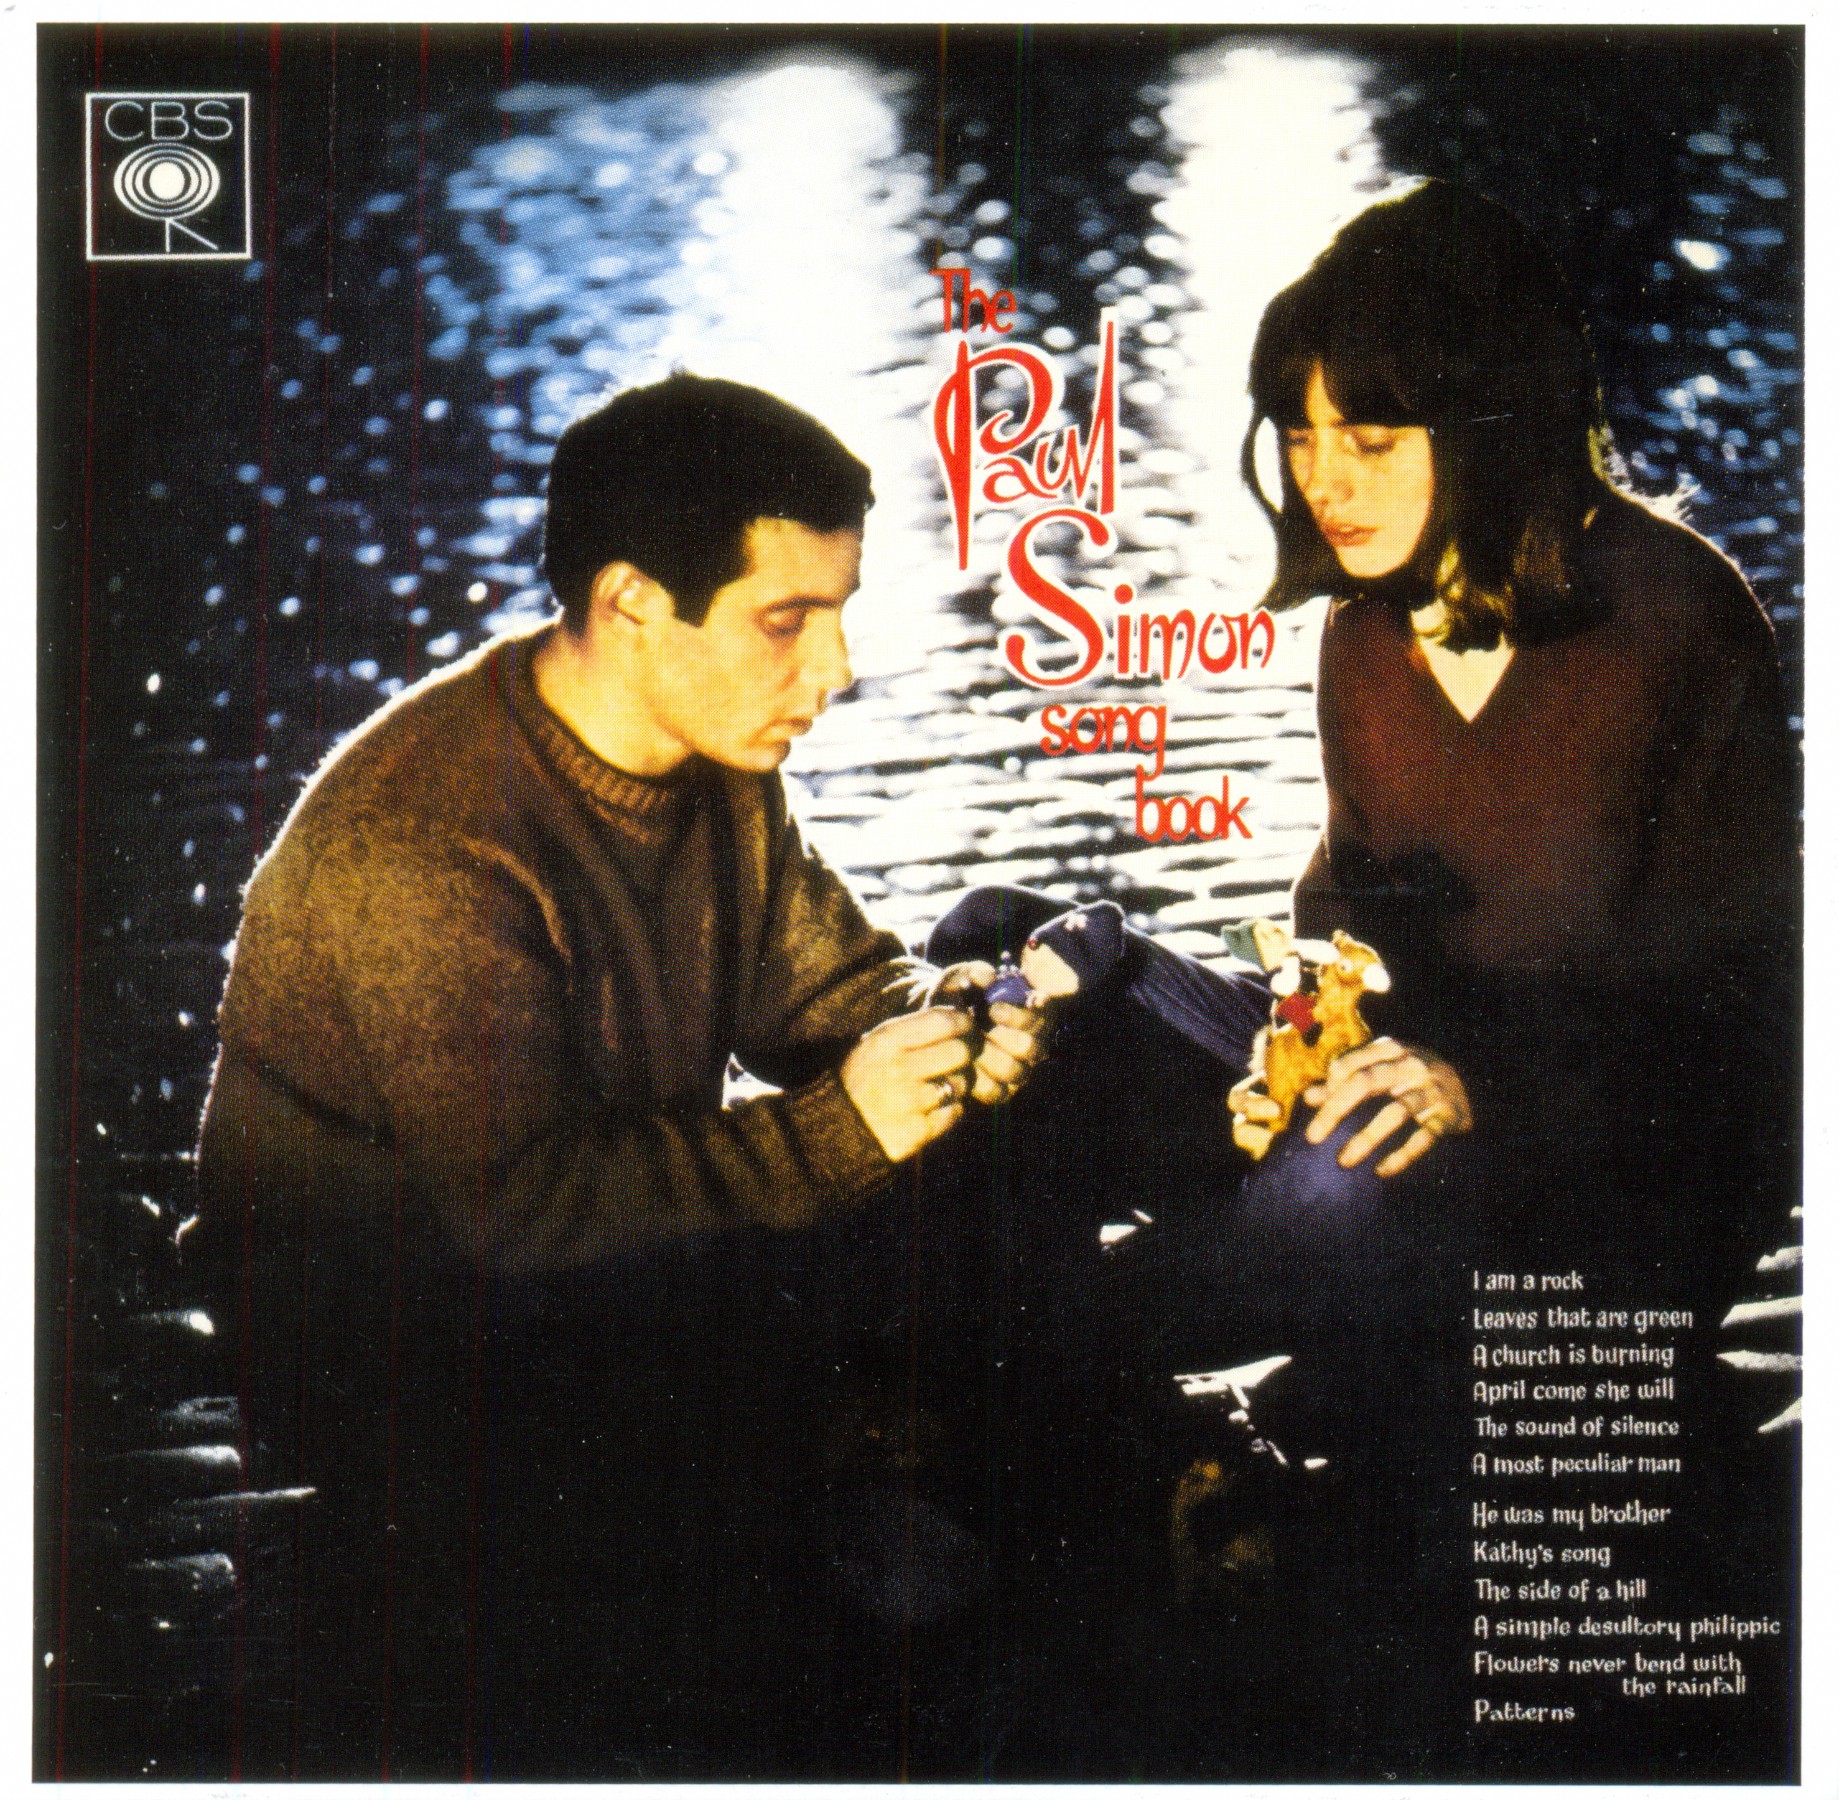 CBS
The
Paul
Simon
song
book
I am a rock
Leaves that are green
A church is burning
April come she will
The sound of silence
A most peculiar man
He was my brother
Kathy's song
The side of a hill
A simple desultory philippic
Flowers never bend with
the rainfall
Patterns